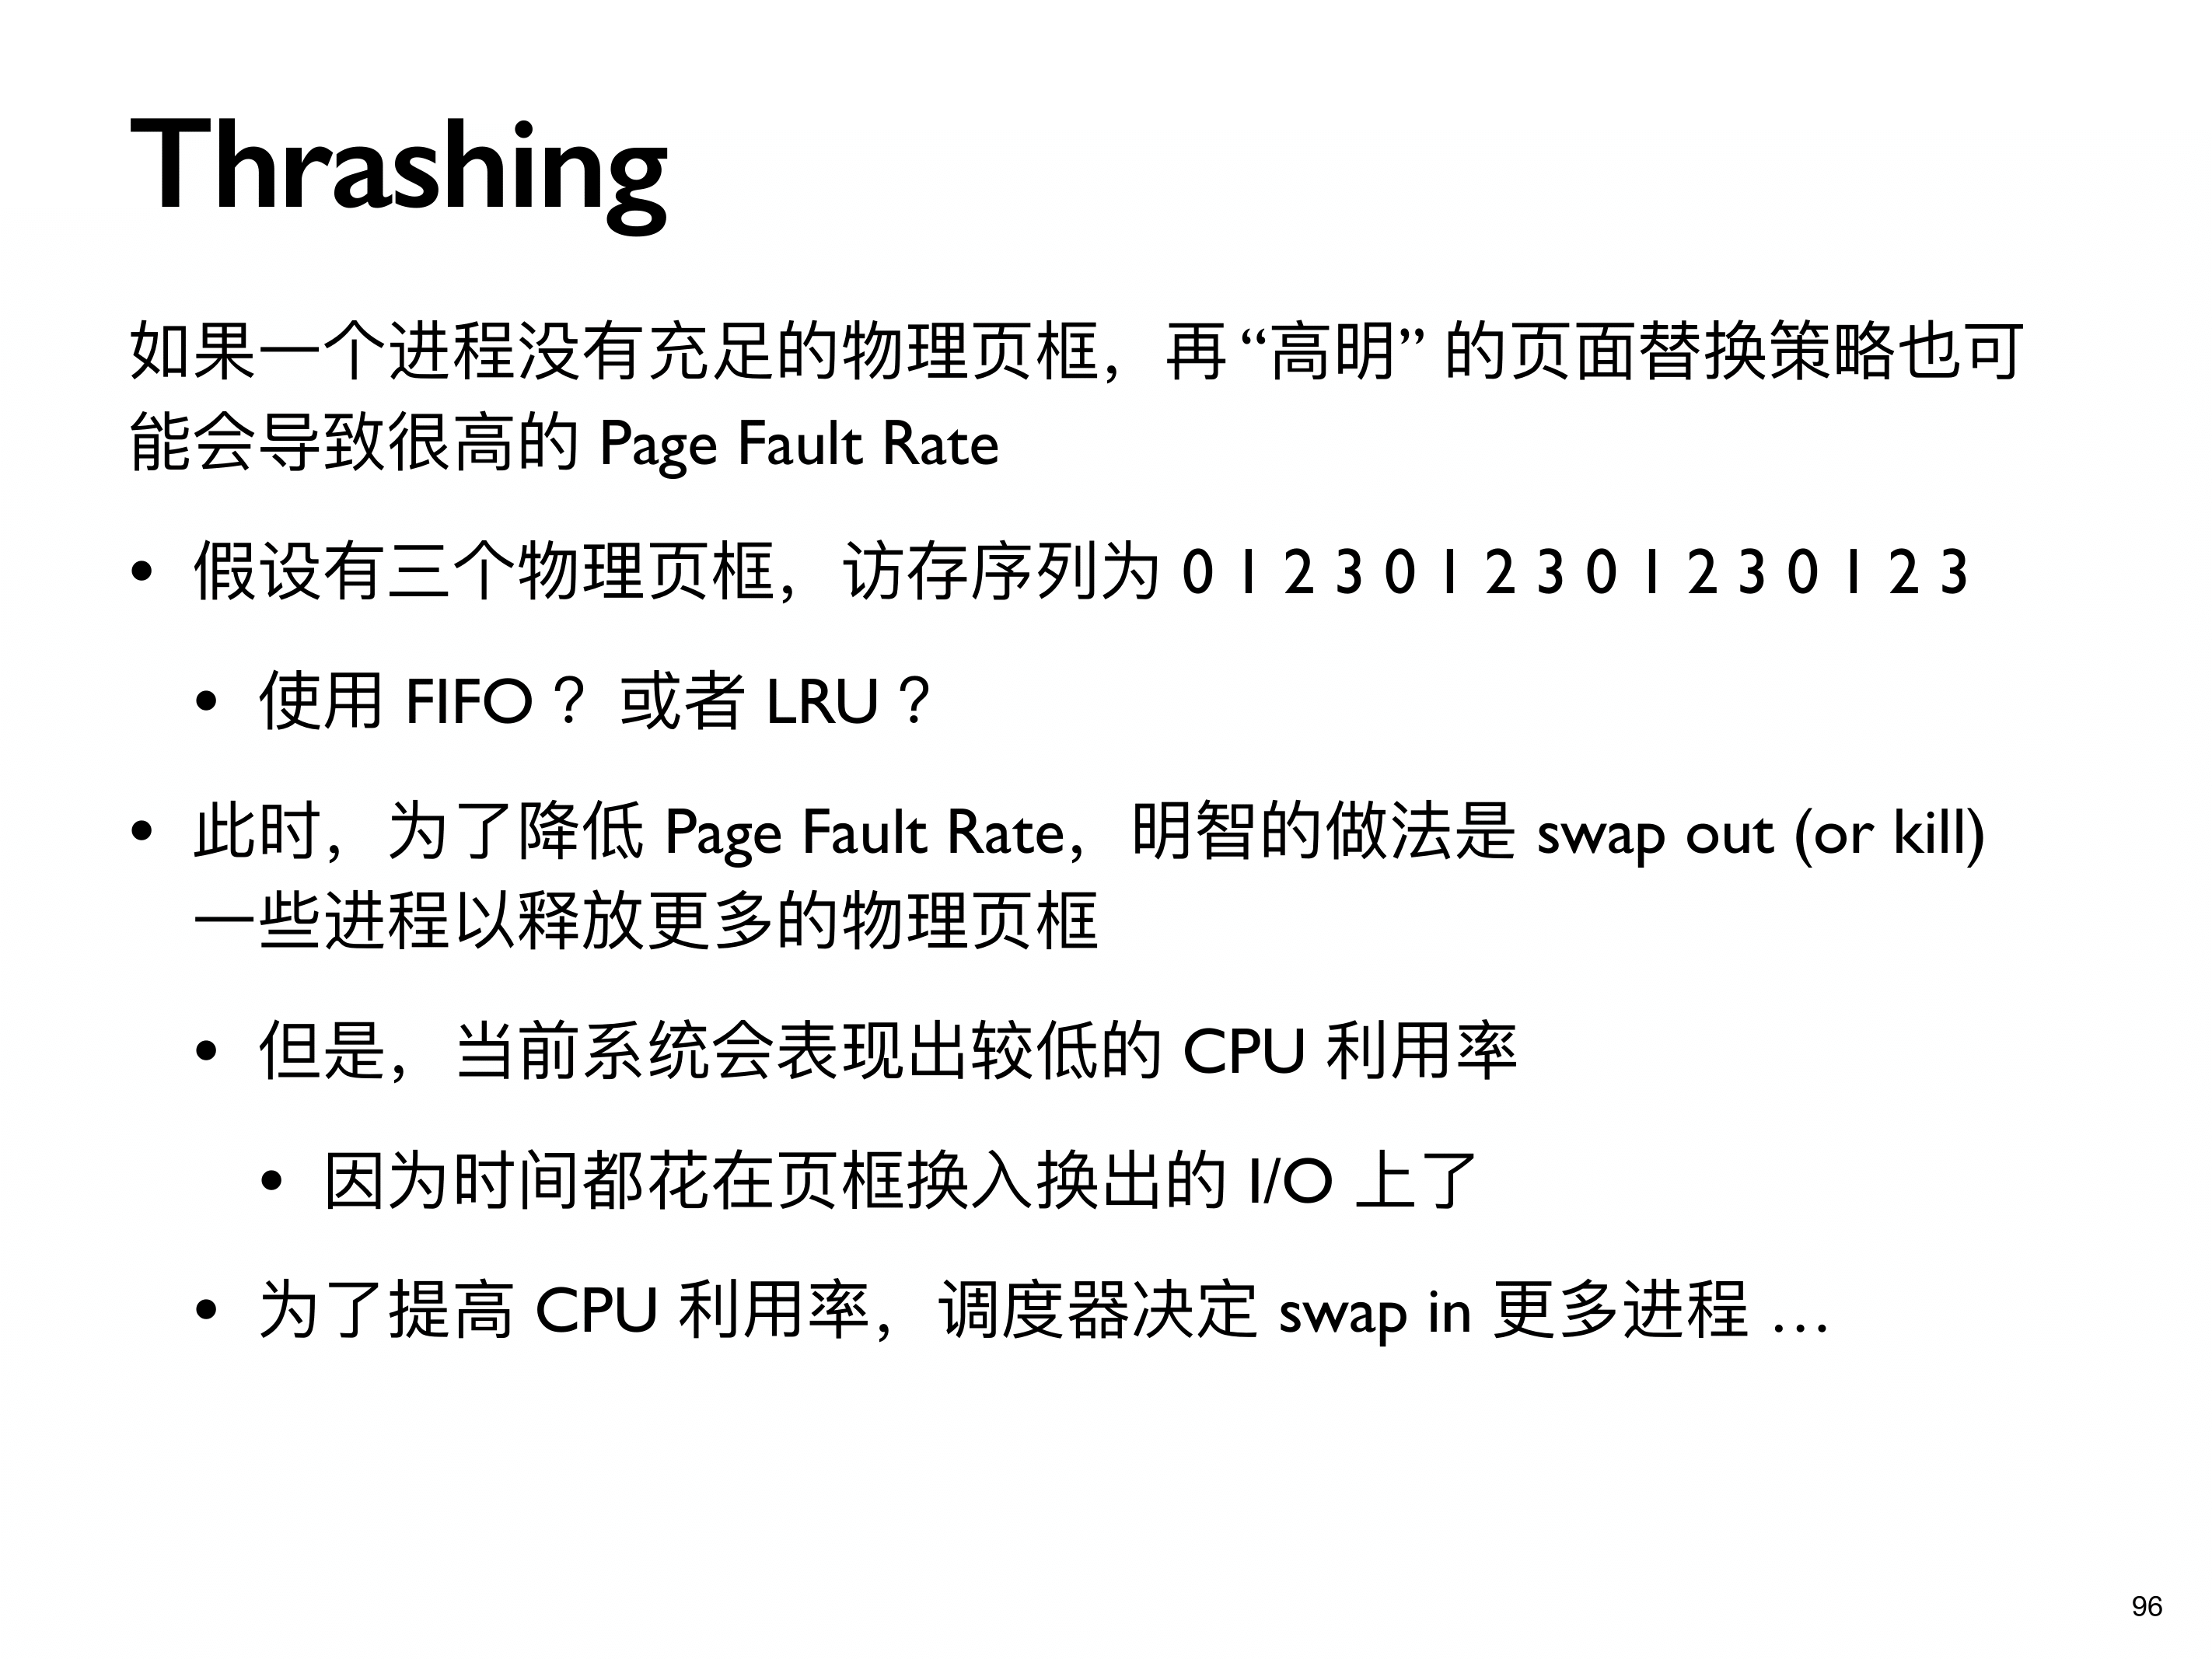 Thrashing
如果一个进程没有充足的物理页框，再“高明” 的页面替换策略也可
能会导致很高的 Page Fault Rate
• 假设有三个物理页框，访存序列为 0 1 2 3 0 1 2 3 0 1 2 3 0 1 2 3
• 使用 FIFO？或者 LRU？
• 此时，为了降低 Page Fault Rate， 明智的做法是 swap out (or kill)
一些进程以释放更多的物理页框
• 但是，当前系统会表现出较低的 CPU 利用率
• 因为时间都花在页框换入换出的 I/O 上了
• 为了提高 CPU 利用率，调度器决定 swap in 更多进程 …
96